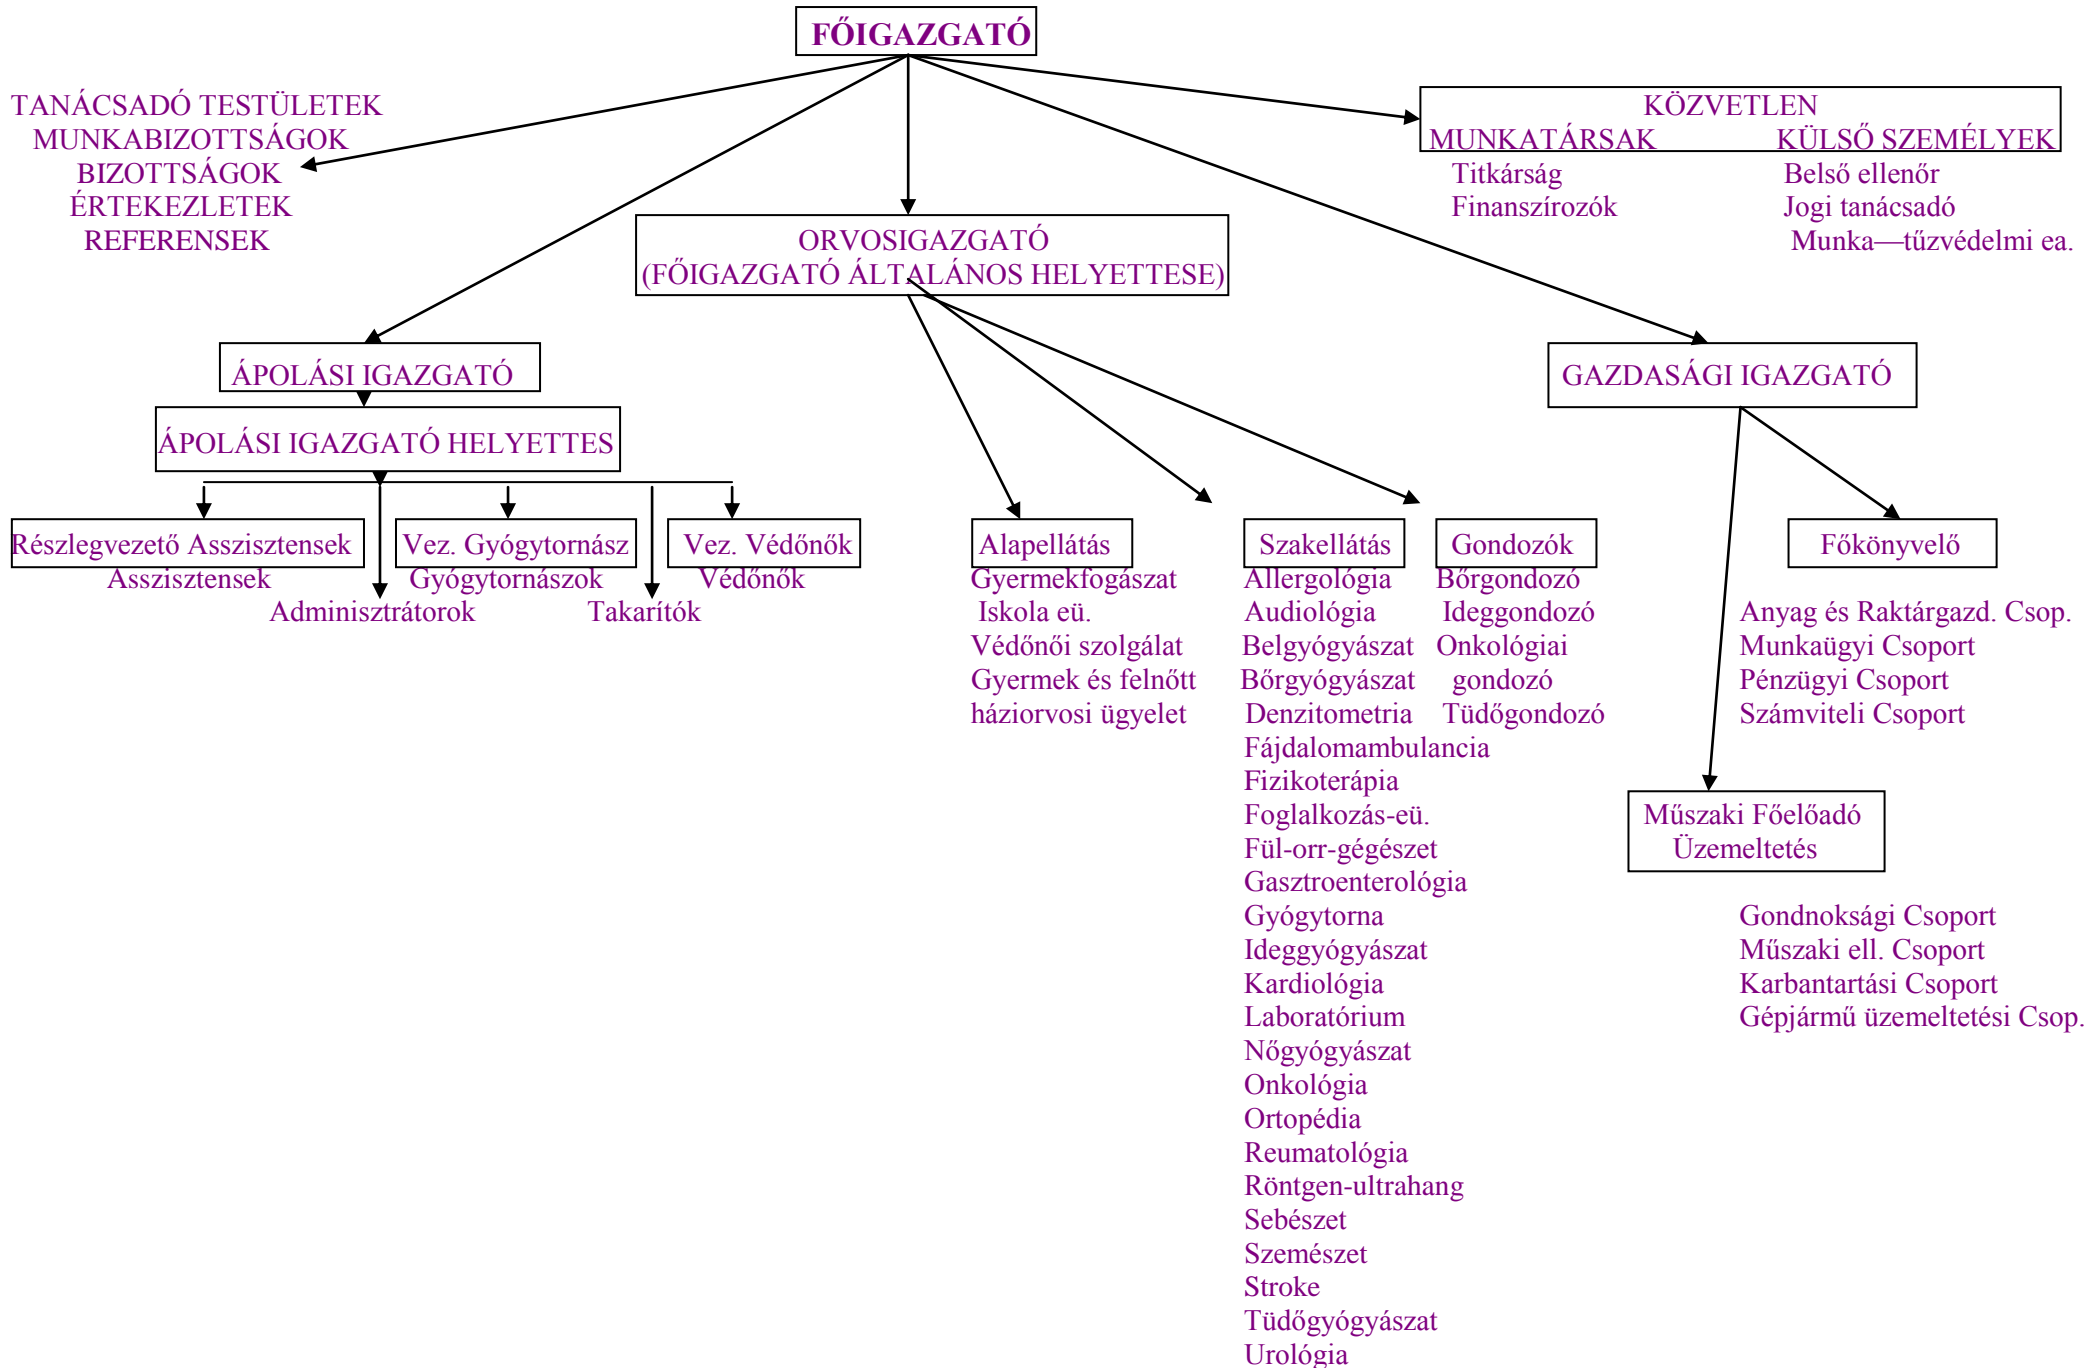 FŐIGAZGATÓ
TANÁCSADÓ TESTÜLETEK
MUNKABIZOTTSÁGOK
BIZOTTSÁGOK
ÉRTEKEZLETEK
REFERENSEK
KÖZVETLEN
MUNKATÁRSAK
Titkárság
Finanszírozók
KÜLSŐ SZEMÉLYEK
Belső ellenőr
Jogi tanácsadó
Munka—tűzvédelmi ea.
ORVOSIGAZGATÓ
(FŐIGAZGATÓ ÁLTALÁNOS HELYETTESE)
ÁPOLÁSI IGAZGATÓ
ÁPOLÁSI IGAZGATÓ HELYETTES
GAZDASÁGI IGAZGATÓ
Részlegvezető Asszisztensek
Asszisztensek
Adminisztrátorok
Vez. Gyógytornász
Gyógytornászok
Takarítók
Vez. Védőnők
Védőnők
Alapellátás
Gyermekfogászat
Iskola eü.
Védőnői szolgálat
Gyermek és felnőtt
háziorvosi ügyelet
Szakellátás
Allergológia
Audiológia
Belgyógyászat
Bőrgyógyászat
Denzitometria
Fájdalomambulancia
Fizikoterápia
Foglalkozás-eü.
Fül-orr-gégészet
Gasztroenterológia
Gyógytorna
Ideggyógyászat
Kardiológia
Laboratórium
Nőgyógyászat
Onkológia
Ortopédia
Reumatológia
Röntgen-ultrahang
Sebészet
Szemészet
Stroke
Tüdőgyógyászat
Urológia
Gondozók
Bőrgondozó
Ideggondozó
Onkológiai
gondozó
Tüdőgondozó
Főkönyvelő
Anyag és Raktárgazd. Csop.
Munkaügyi Csoport
Pénzügyi Csoport
Számviteli Csoport
Műszaki Főelőadó
Üzemeltetés
Gondnoksági Csoport
Műszaki ell. Csoport
Karbantartási Csoport
Gépjármű üzemeltetési Csop.